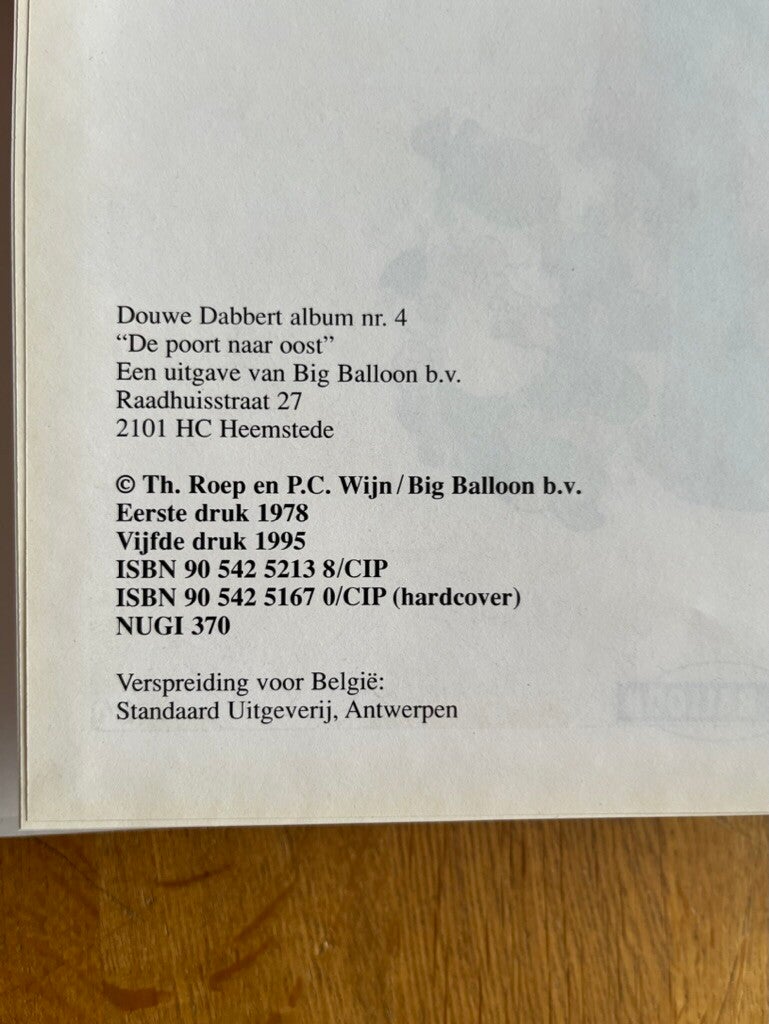 Douwe Dabbert album nr. 4
“De poort naar oost”
Een uitgave van Big Balloon b.v.
Raadhuisstraat 27
2101 HC Heemstede
© Th. Roep en P.C. Wijn/Big Balloon b.v.
Eerste druk 1978
Vijfde druk 1995
ISBN 90 542 5213 8/CIP
ISBN 90 542 5167 0/CIP (hardcover)
NUGI 370
Verspreiding voor België:
Standaard Uitgeverij, Antwerpen